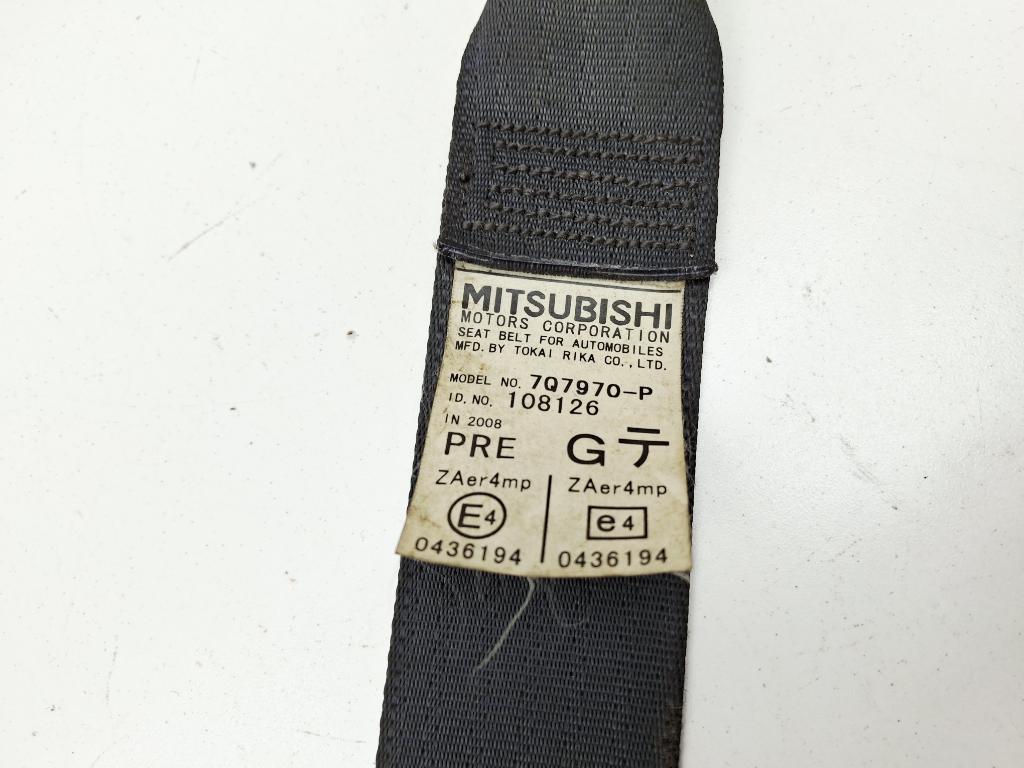 MITSUBISHI
MOTORS CORPORATION
SEAT BELT FOR AUTOMOBILES
MFD. BY TOKAI RIKA CO., LTD.
MODEL NO. 7Q7970-P
ID. NO. 108126
IN 2008
PRE G テ
ZAer4mp ZAer4mp
E4 e4
0436194 0436194